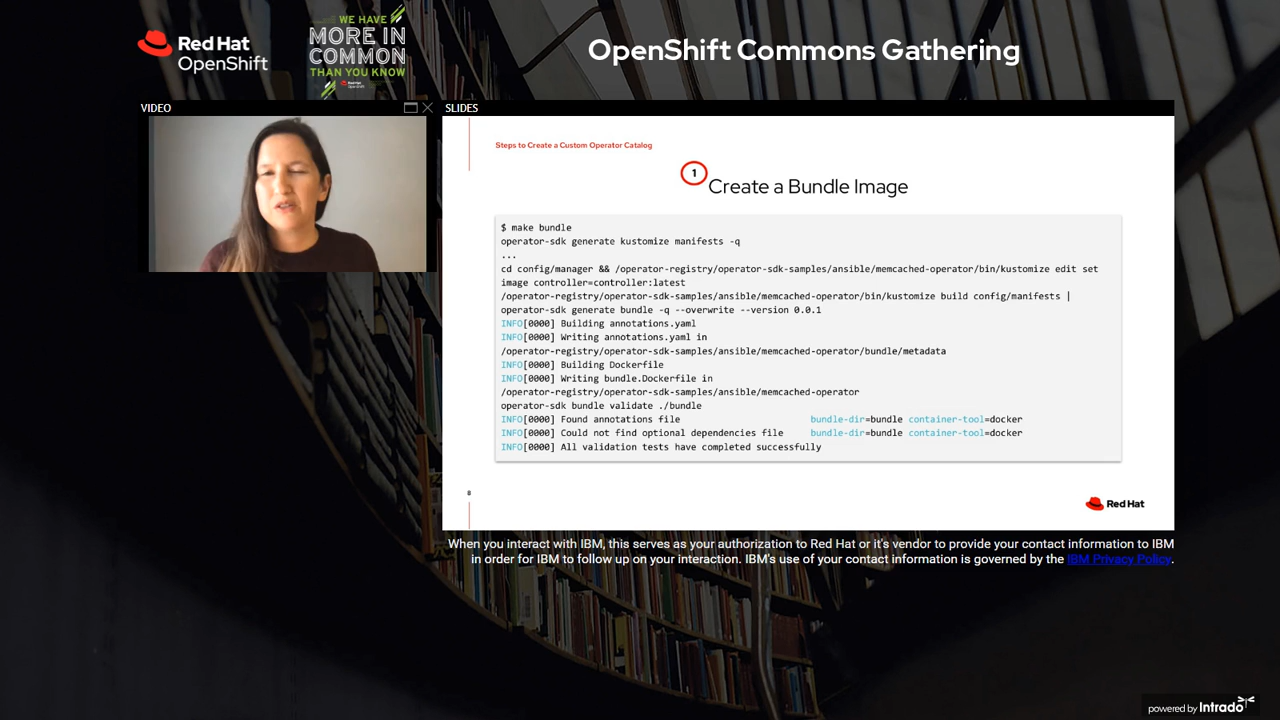 Red Hat
OpenShift
WE HAVE
MORE IN
COMMON
THAN YOU KNOW
Red Hat
OpenShift
OpenShift Commons Gathering
VIDEO
SLIDES
Steps to Create a Custom Operator Catalog
1
Create a Bundle Image
$ make bundle
operator-sdk generate kustomize manifests -q
...
cd config/manager && /operator-registry/operator-sdk-samples/ansible/memcached-operator/bin/kustomize edit set
image controller=controller:latest
/operator-registry/operator-sdk-samples/ansible/memcached-operator/bin/kustomize build config/manifests |
operator-sdk generate bundle -q --overwrite --version 0.0.1
INFO[0000] Building annotations.yaml
INFO[0000] Writing annotations.yaml in
/operator-registry/operator-sdk-samples/ansible/memcached-operator/bundle/metadata
INFO[0000] Building Dockerfile
INFO[0000] Writing bundle.Dockerfile in
/operator-registry/operator-sdk-samples/ansible/memcached-operator
operator-sdk bundle validate ./bundle
INFO[0000] Found annotations file bundle-dir=bundle container-tool=docker
INFO[0000] Could not find optional dependencies file bundle-dir=bundle container-tool=docker
INFO[0000] All validation tests have completed successfully
8
Red Hat
When you interact with IBM, this serves as your authorization to Red Hat or it's vendor to provide your contact information to IBM
in order for IBM to follow up on your interaction. IBM's use of your contact information is governed by the IBM Privacy Policy.
powered by Intrado